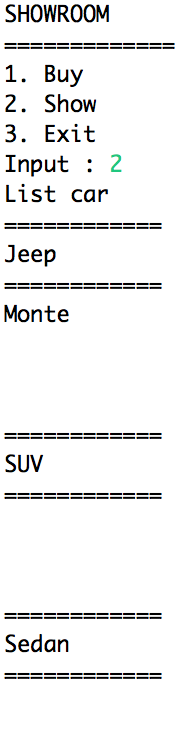 SHOWROOM
=============
1. Buy
2. Show
3. Exit
Input : 2
List car
============
Jeep
============
Monte
============
SUV
============
============
Sedan
============